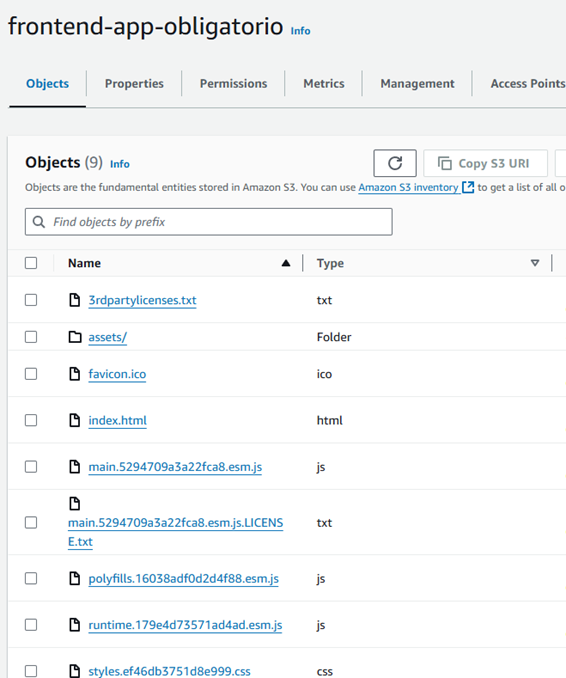 frontend-app-obligatorio Info
Objects Properties Permissions Metrics Management Access Points
Objects (9) Info
Copy S3 URI
Objects are the fundamental entities stored in Amazon S3. You can use Amazon S3 inventory to get a list of all o
Find objects by prefix
Name Type
3rdpartylicenses.txt txt
assets/ Folder
favicon.ico ico
index.html html
main.5294709a3a22fca8.esm.js js
main.5294709a3a22fca8.esm.js.LICENS
E.txt txt
polyfills.16038adf0d2d4f88.esm.js js
runtime.179e4d73571ad4ad.esm.js js
styles.ef46db3751d8e999.css css